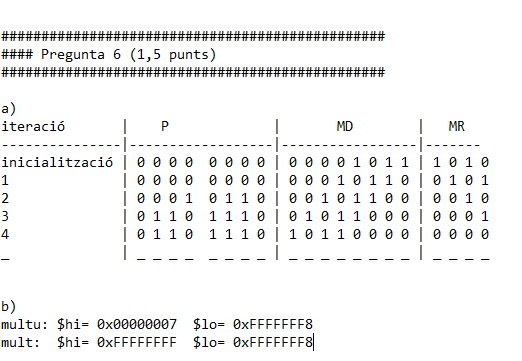 ################################################
#### Pregunta 6 (1,5 punts)
################################################
a)
iteració | P | MD | MR
---------------|------------------|-----------------|-------
inicialització | 0 0 0 0 0 0 0 0 | 0 0 0 0 1 0 1 1 | 1 0 1 0
1 | 0 0 0 0 0 0 0 0 | 0 0 0 1 0 1 1 0 | 0 1 0 1
2 | 0 0 0 1 0 1 1 0 | 0 0 1 0 1 1 0 0 | 0 0 1 0
3 | 0 1 1 0 1 1 1 0 | 0 1 0 1 1 0 0 0 | 0 0 0 1
4 | 0 1 1 0 1 1 1 0 | 1 0 1 1 0 0 0 0 | 0 0 0 0
_ | _ _ _ _ _ _ _ _ | _ _ _ _ _ _ _ _ | _ _ _ _
b)
multu: $hi= 0x00000007 $lo= 0xFFFFFFF8
mult: $hi= 0xFFFFFFFF $lo= 0xFFFFFFF8